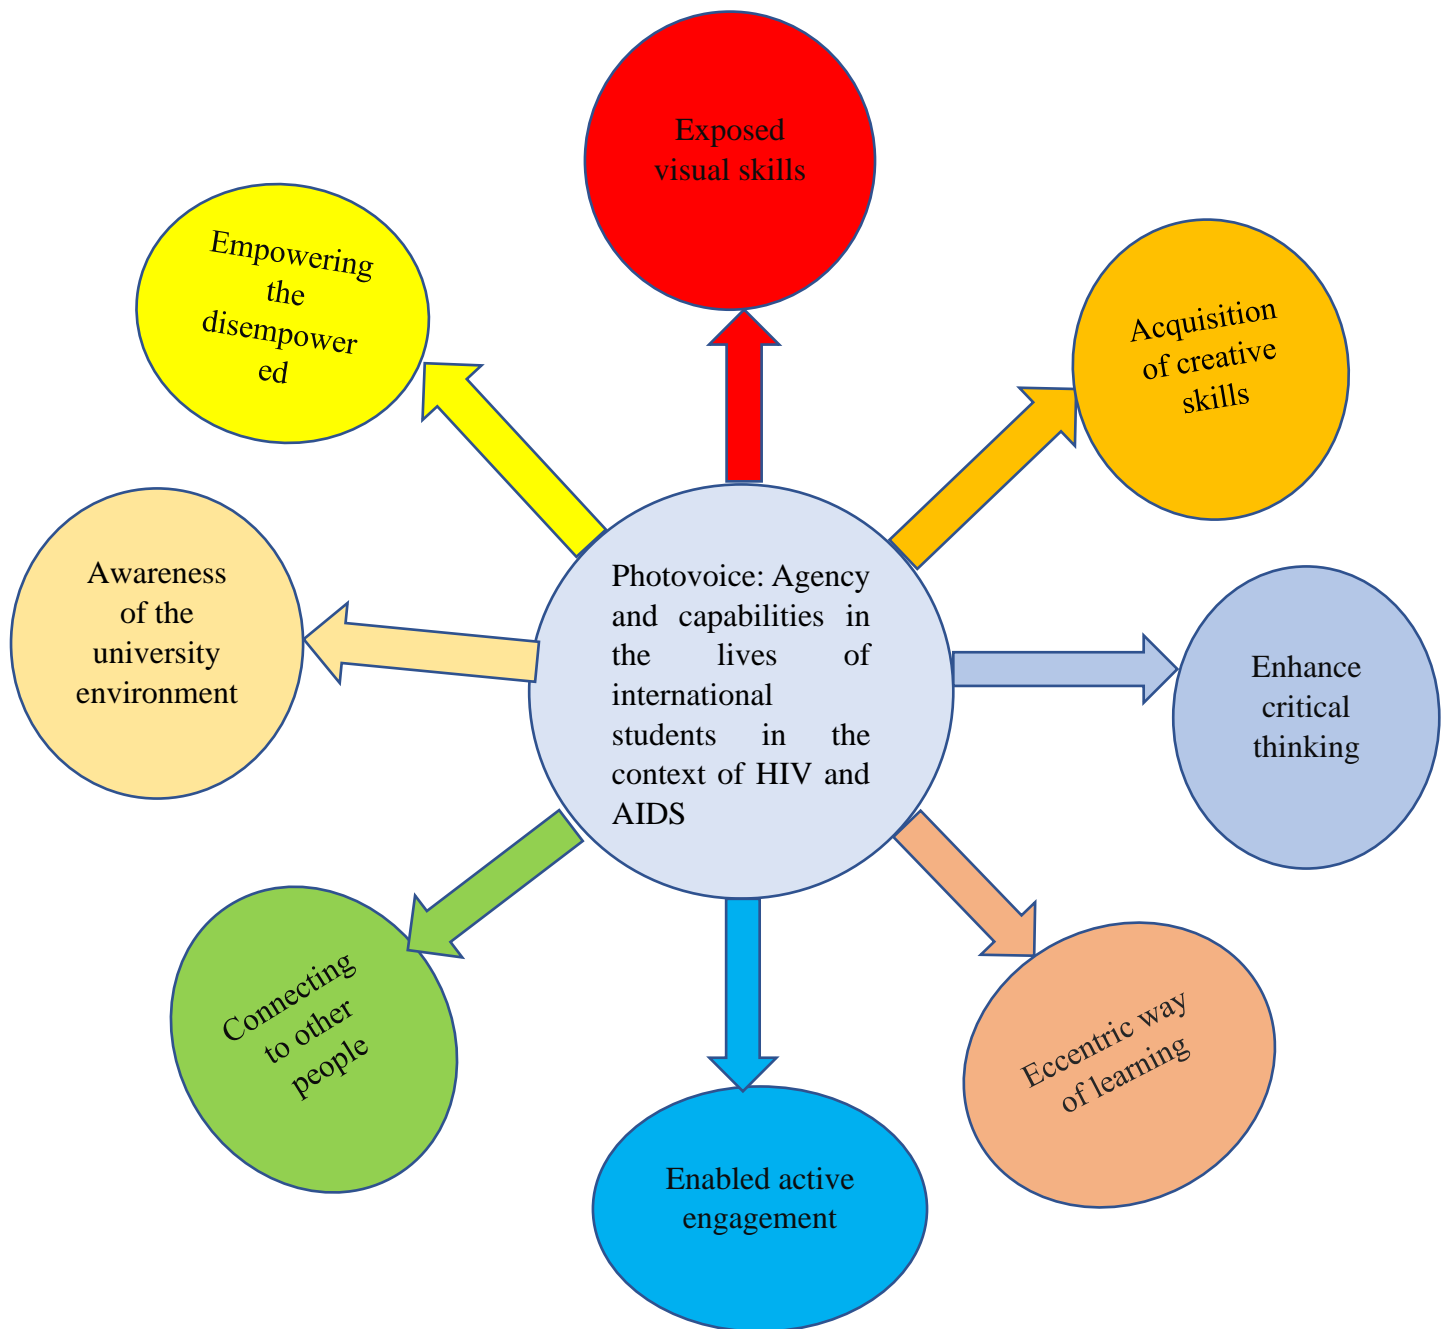 Exposed
visual skills
Empowering
the
disempower
ed
Acquisition
of creative
skills
Awareness
of the
university
environment
Photovoice: Agency
and capabilities in
the lives of
international
students in the
context of HIV and
AIDS
Enhance
critical
thinking
Connecting
to other
people
Eccentric way
of learning
Enabled active
engagement